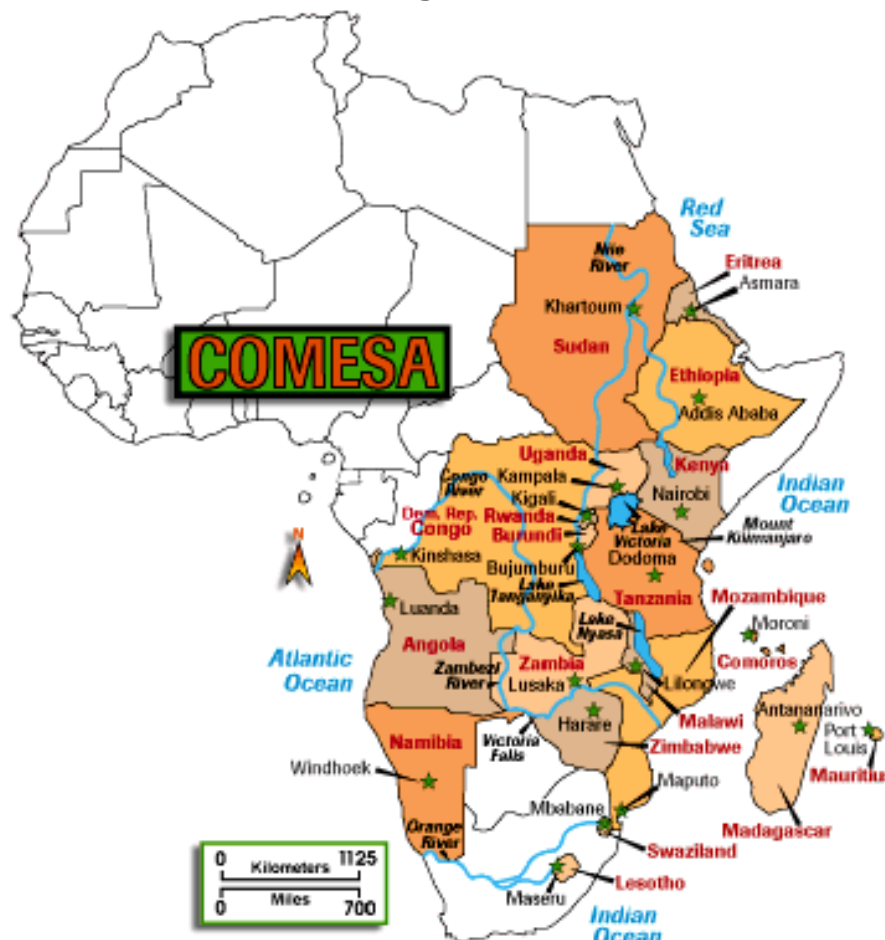 Red
Sea
Nile
River
Eritrea
Asmara
Khartoum
COMESA
Sudan
Ethiopia
Addis Ababa
Uganda
Kenya
Kampala
Congo
River
Kigali
Nairobi
Indian
Ocean
Dem. Rep.
Congo
Rwanda
Burundi
Lake
Victoria
Mount
Kilimanjaro
N
Kinshasa
Bujumburu
Dodoma
Lake
Tanganyika
Tanzania
Mozambique
Luanda
Lake
Nyasa
Moroni
Angola
Comoros
Atlantic
Ocean
Zambezi
River
Zambia
Lusaka
Lilongwe
Malawi
Antananarivo
Port
Louis
Harare
Namibia
Victoria
Falls
Zimbabwe
Mauritiu
Windhoek
Maputo
Mbabane
Madagascar
Orange
River
Swaziland
0 1125
Kilometers
Miles
0 700
Lesotho
Maseru
Indian
Ocean